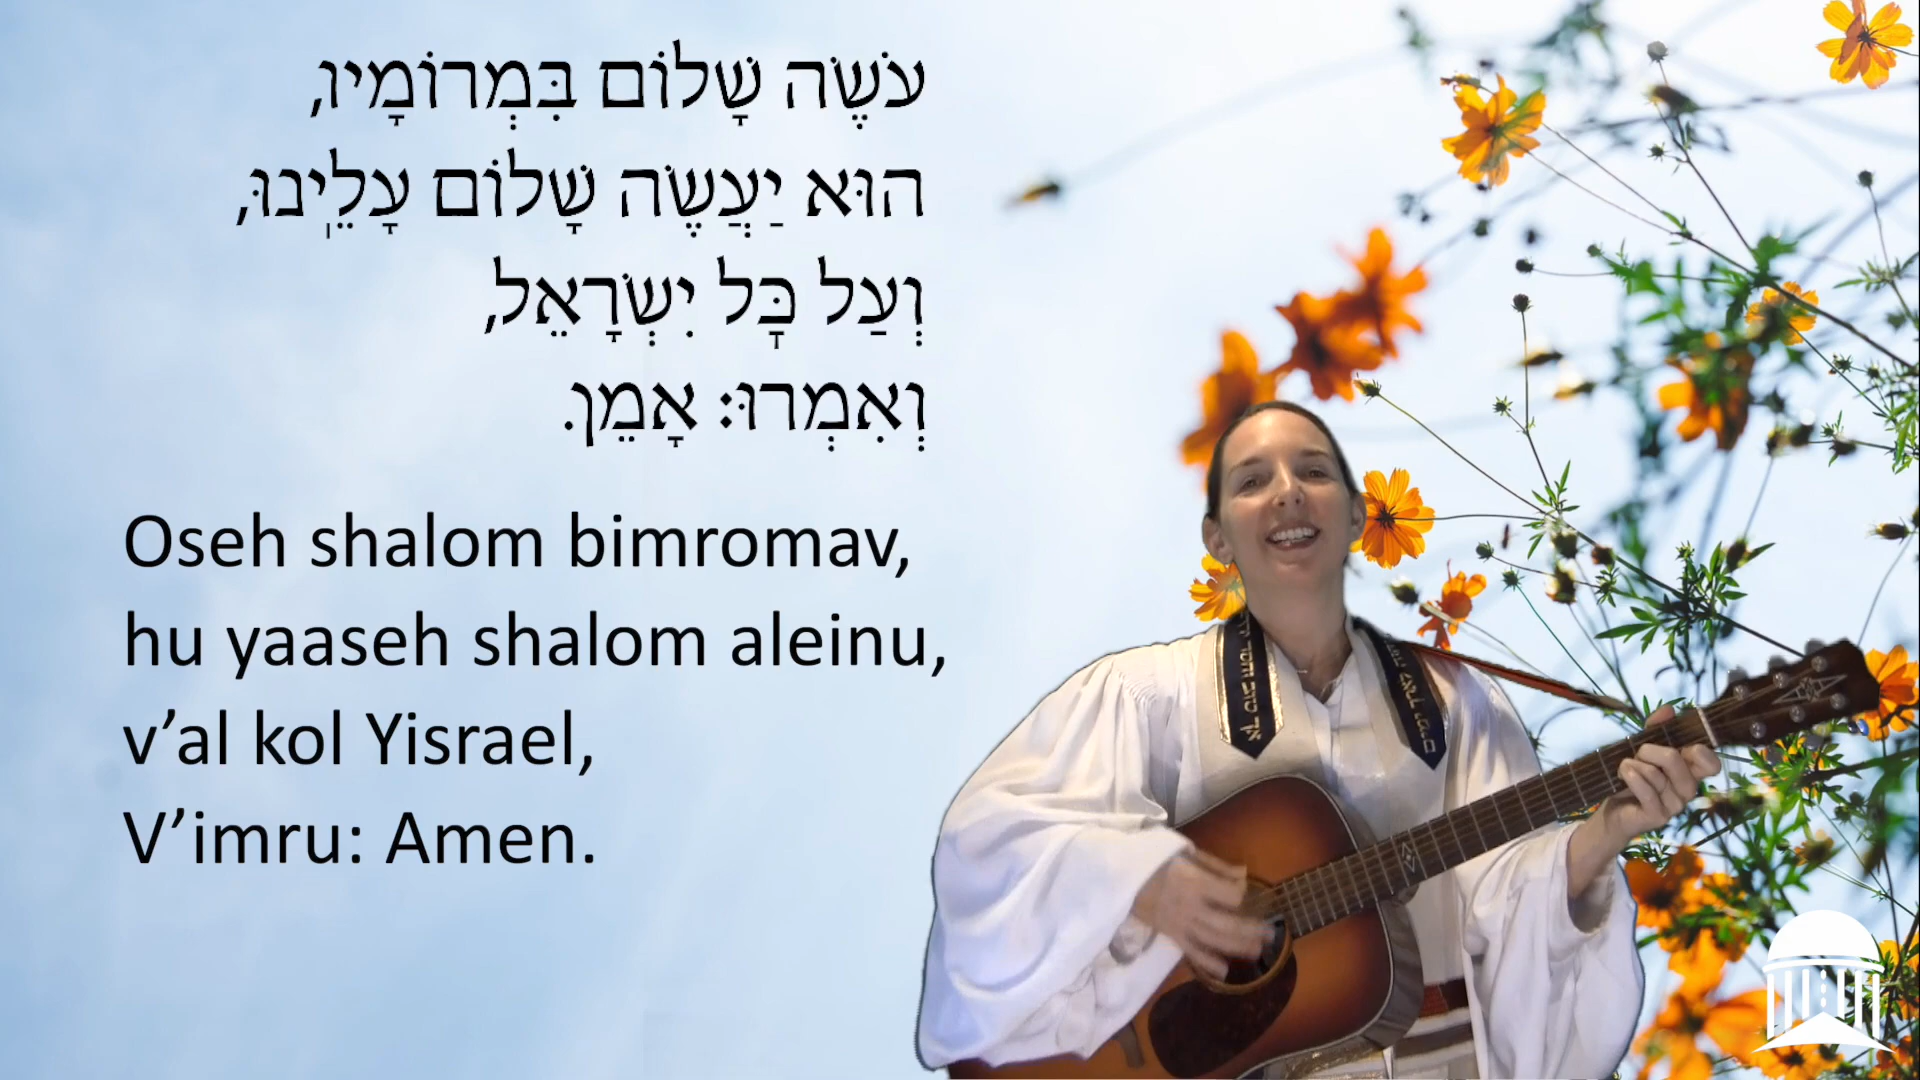 עֹשֶׂה שָׁלוֹם בִּמְרוֹמָיו,
הוּא יַעֲשֶׂה שָׁלוֹם עָלֵֽינוּ,
וְעַל כׇּל יִשְׂרָאֵל,
וְאִמְרוּ: אָמֵן.
Oseh shalom bimromav,
hu yaaseh shalom aleinu,
v’al kol Yisrael,
V’imru: Amen.